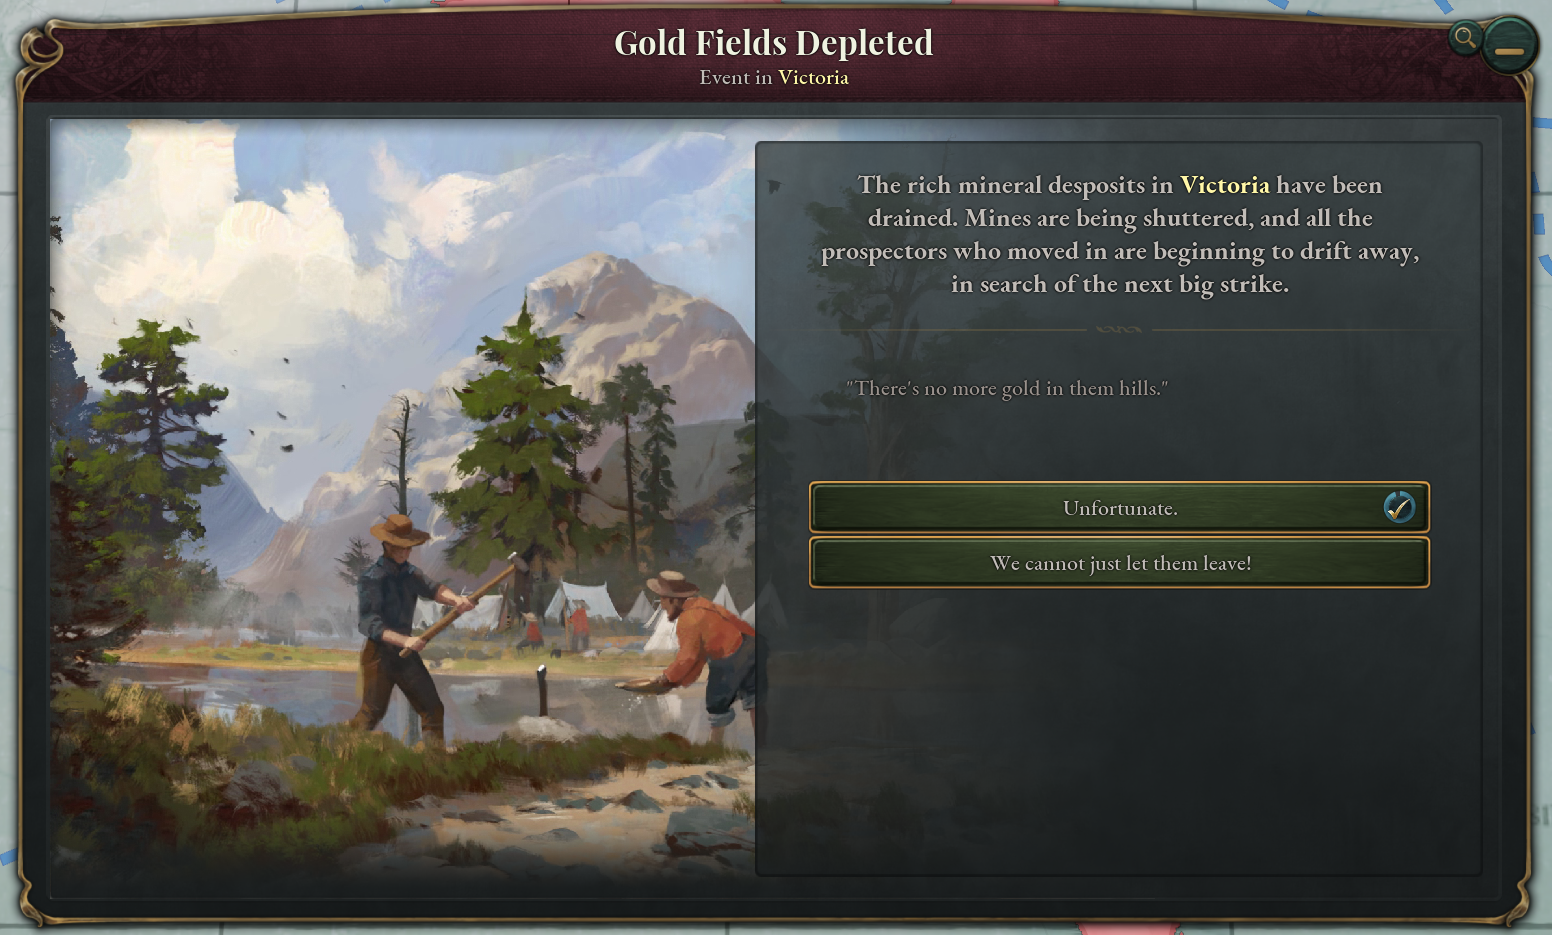 Gold Fields Depleted
Event in Victoria
The rich mineral desposits in Victoria have been
drained. Mines are being shuttered, and all the
prospectors who moved in are beginning to drift away,
in search of the next big strike.
"There's no more gold in them hills."
Unfortunate.
We cannot just let them leave!